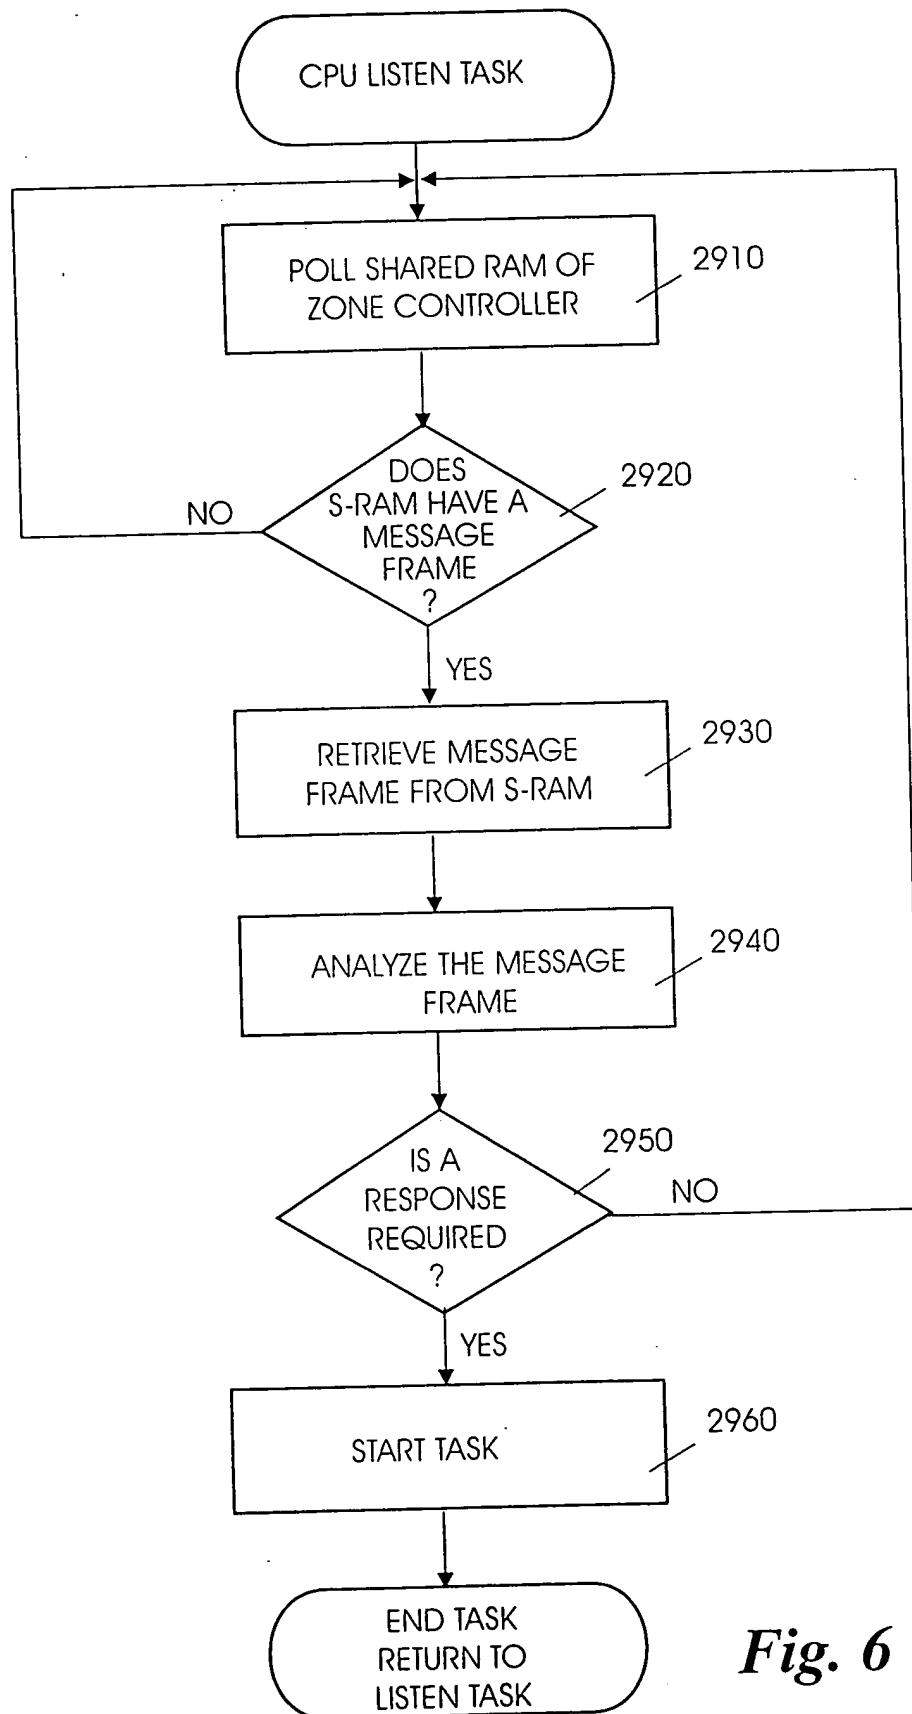 CPU LISTEN TASK
POLL SHARED RAM OF
ZONE CONTROLLER
2910
DOES
S-RAM HAVE A
MESSAGE
FRAME
?
2920
NO
YES
RETRIEVE MESSAGE
FRAME FROM S-RAM
2930
ANALYZE THE MESSAGE
FRAME
2940
IS A
RESPONSE
REQUIRED
?
2950
NO
YES
START TASK
2960
END TASK
RETURN TO
LISTEN TASK
Fig. 6